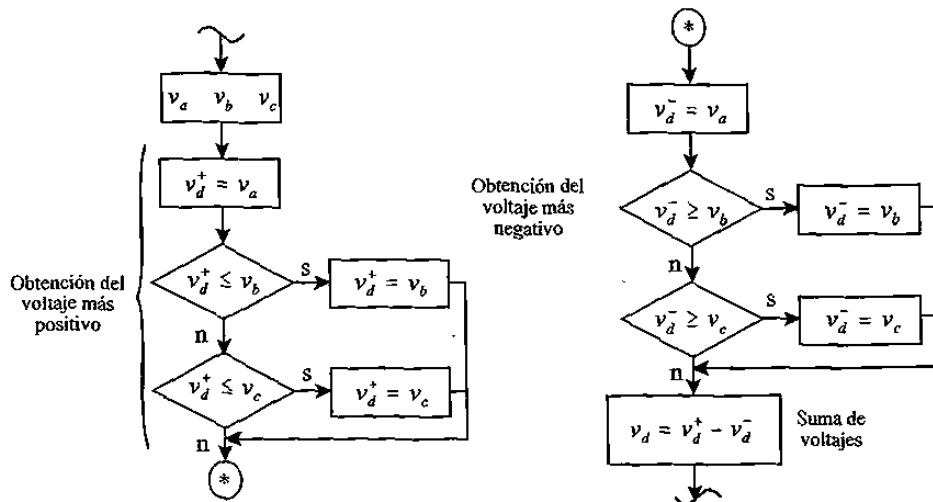 v_a v_b v_c
v_d^+ = v_a
Obtención del
voltaje más
positivo
v_d^+ ≤ v_b
s
v_d^+ = v_b
n
v_d^+ ≤ v_c
s
v_d^+ = v_c
n
*
*
v_d^- = v_a
Obtención del
voltaje más
negativo
v_d^- ≥ v_b
s
v_d^- = v_b
n
v_d^- ≥ v_c
s
v_d^- = v_c
n
v_d = v_d^+ - v_d^-
Suma de
voltajes